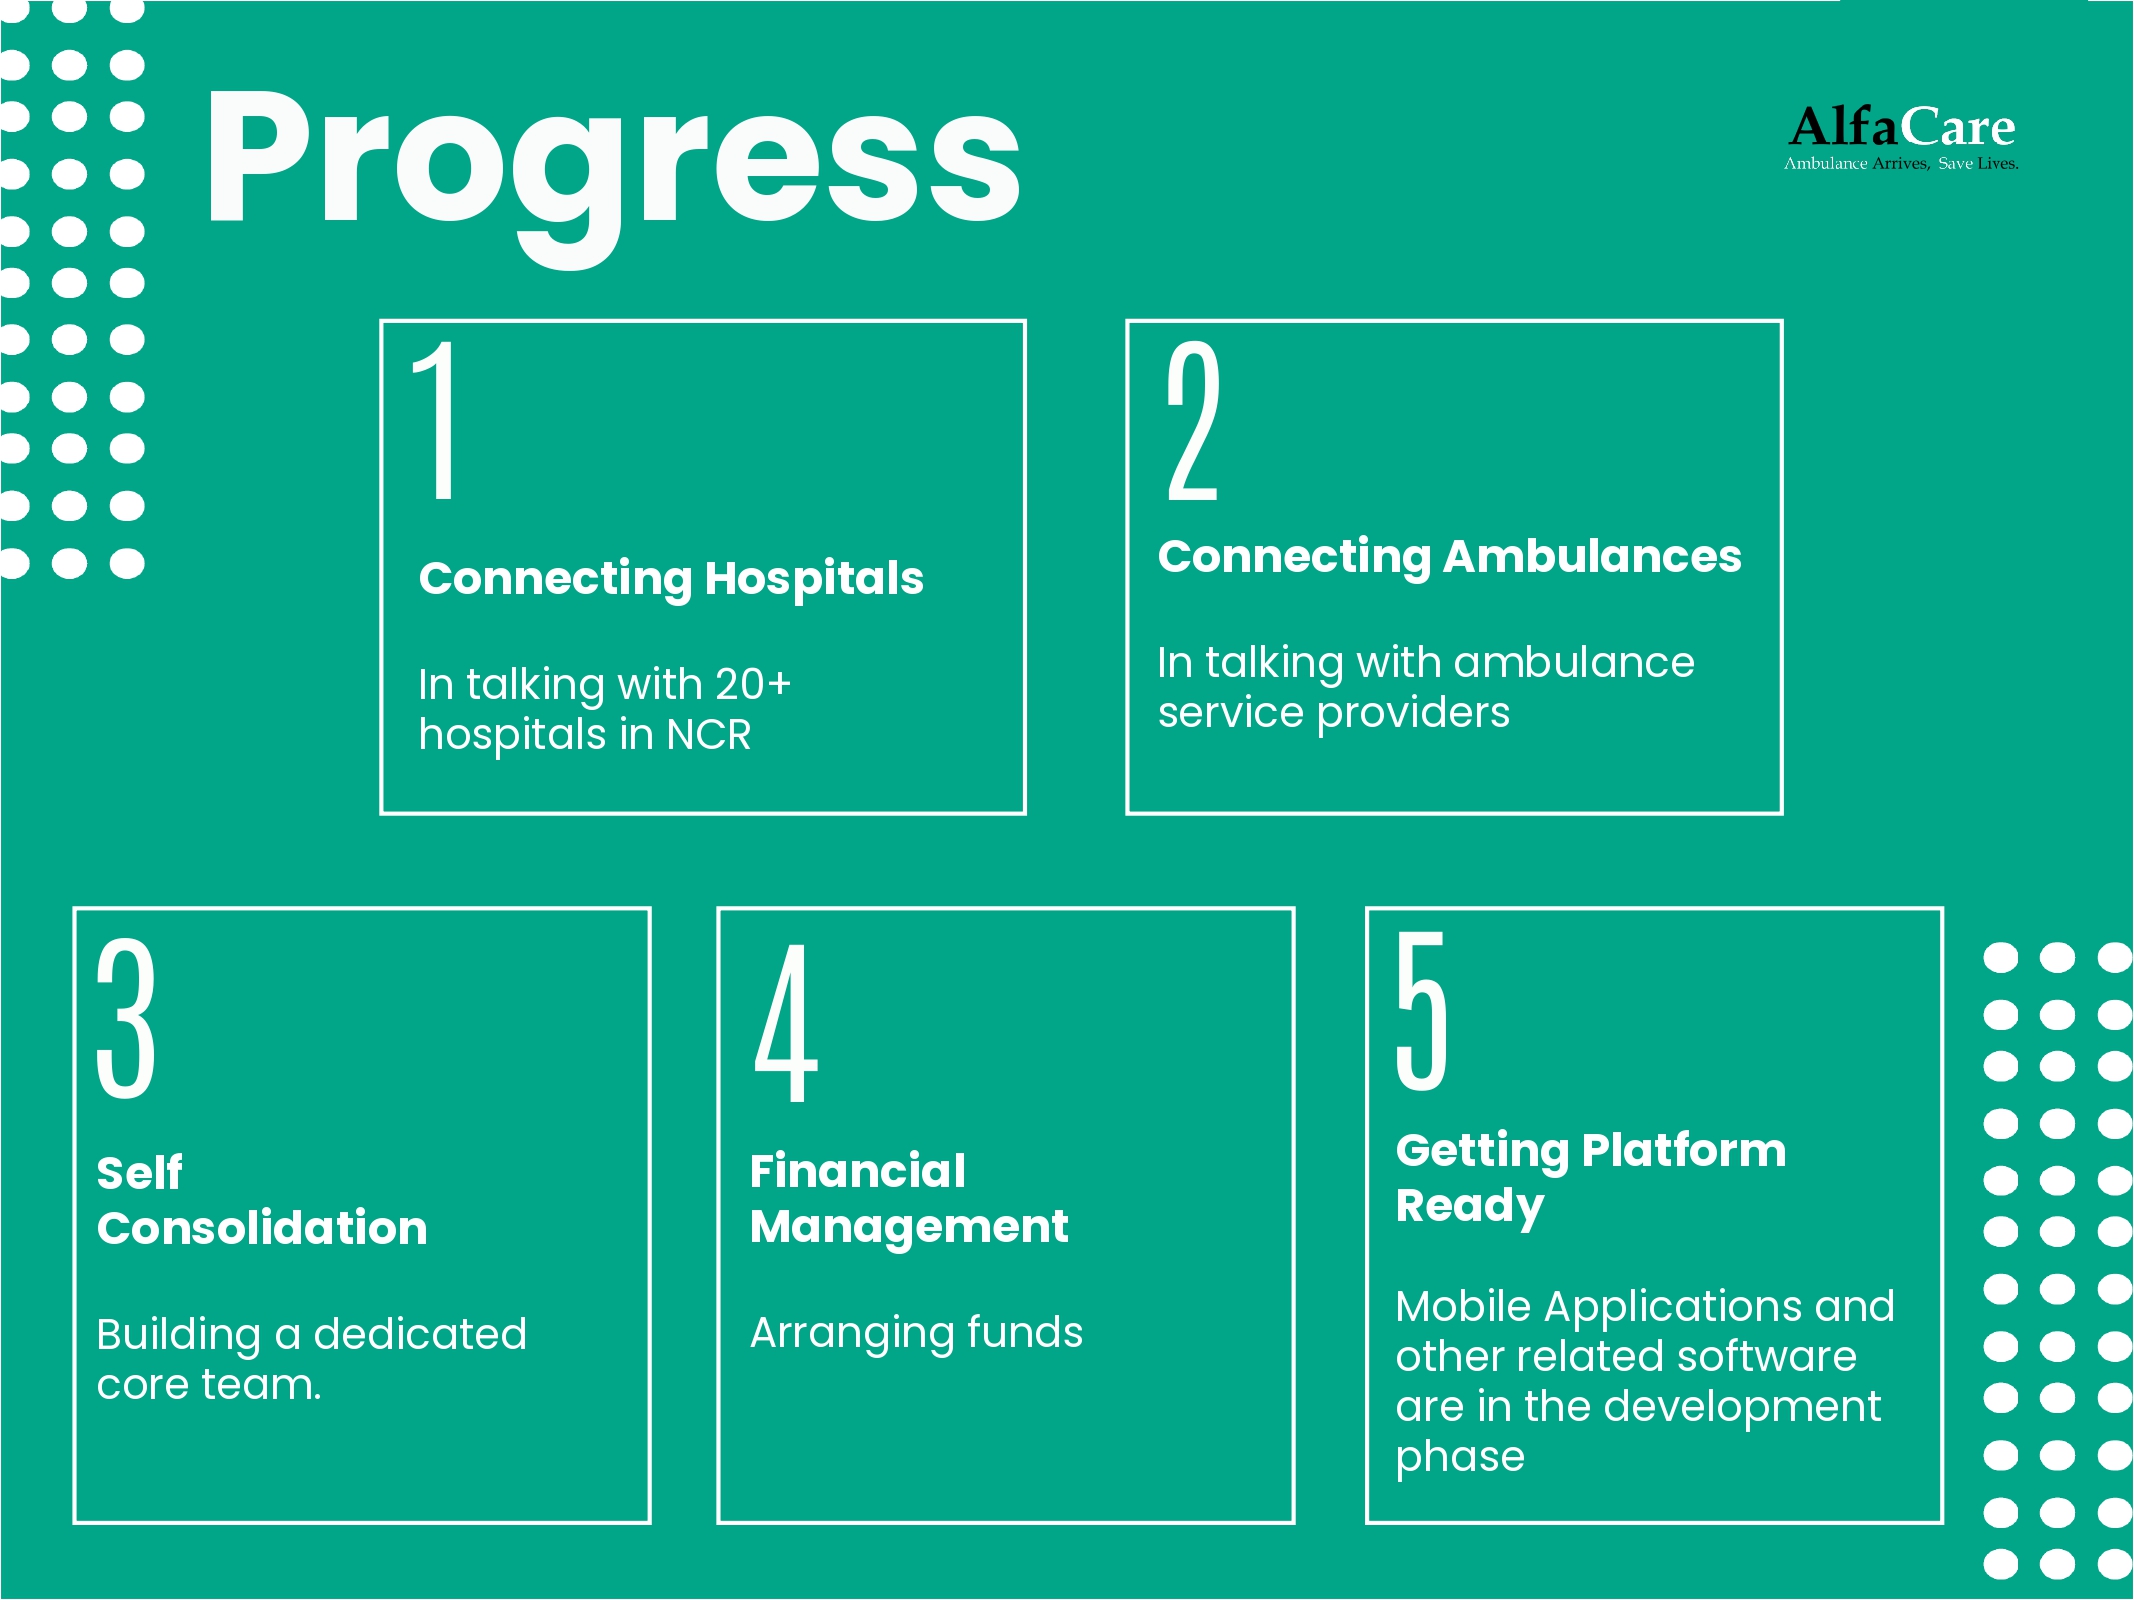 Progress
AlfaCare
Ambulance Arrives, Save Lives.
1
Connecting Hospitals
In talking with 20+
hospitals in NCR
2
Connecting Ambulances
In talking with ambulance
service providers
3
Self
Consolidation
Building a dedicated
core team.
4
Financial
Management
Arranging funds
5
Getting Platform
Ready
Mobile Applications and
other related software
are in the development
phase